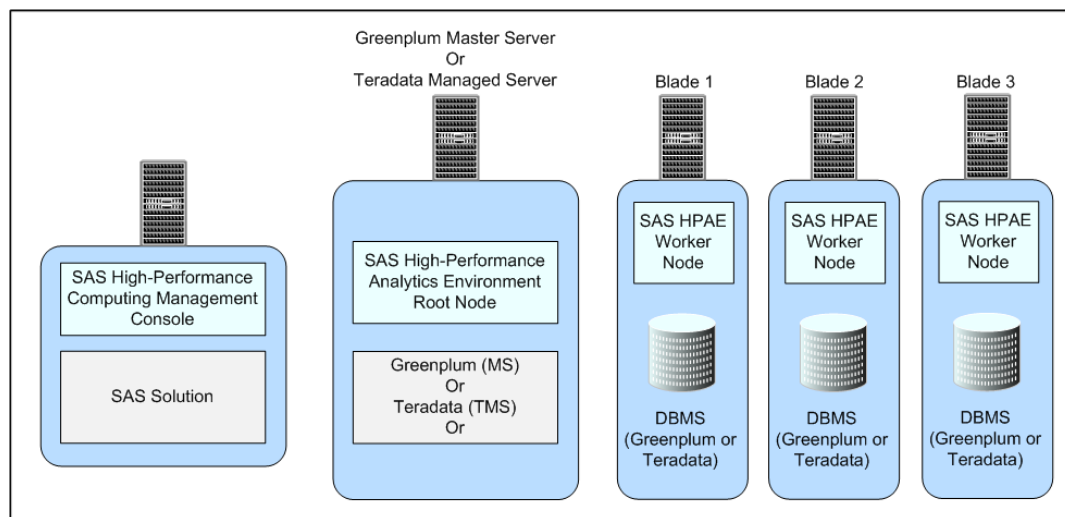 Greenplum Master Server
Or
Teradata Managed Server
Blade 1
Blade 2
Blade 3
SAS High-Performance
Computing Management
Console
SAS Solution
SAS High-Performance
Analytics Environment
Root Node
Greenplum (MS)
Or
Teradata (TMS)
Or
SAS HPAE
Worker
Node
DBMS
(Greenplum or
Teradata)
SAS HPAE
Worker
Node
DBMS
(Greenplum or
Teradata)
SAS HPAE
Worker
Node
DBMS
(Greenplum or
Teradata)